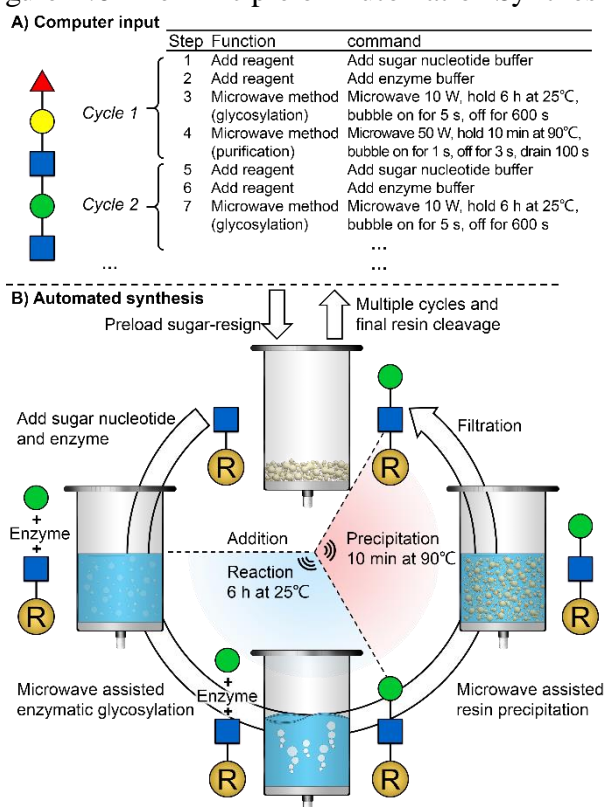 A) Computer input
Step Function command
1 Add reagent Add sugar nucleotide buffer
2 Add reagent Add enzyme buffer
3 Microwave method Microwave 10 W, hold 6 h at 25℃,
(glycosylation) bubble on for 5 s, off for 600 s
4 Microwave method Microwave 50 W, hold 10 min at 90℃,
(purification) bubble on for 1 s, off for 3 s, drain 100 s
5 Add reagent Add sugar nucleotide buffer
6 Add reagent Add enzyme buffer
7 Microwave method Microwave 10 W, hold 6 h at 25℃,
(glycosylation) bubble on for 5 s, off for 600 s
Cycle 1
Cycle 2
...
...
...
B) Automated synthesis
Preload sugar-resign
Multiple cycles and
final resin cleavage
Add sugar nucleotide
and enzyme
R
R
Filtration
+
Enzyme
+
R
Addition
Reaction
6 h at 25℃
Precipitation
10 min at 90℃
R
Microwave assisted
enzymatic glycosylation
+
Enzyme
+
R
R
Microwave assisted
resin precipitation